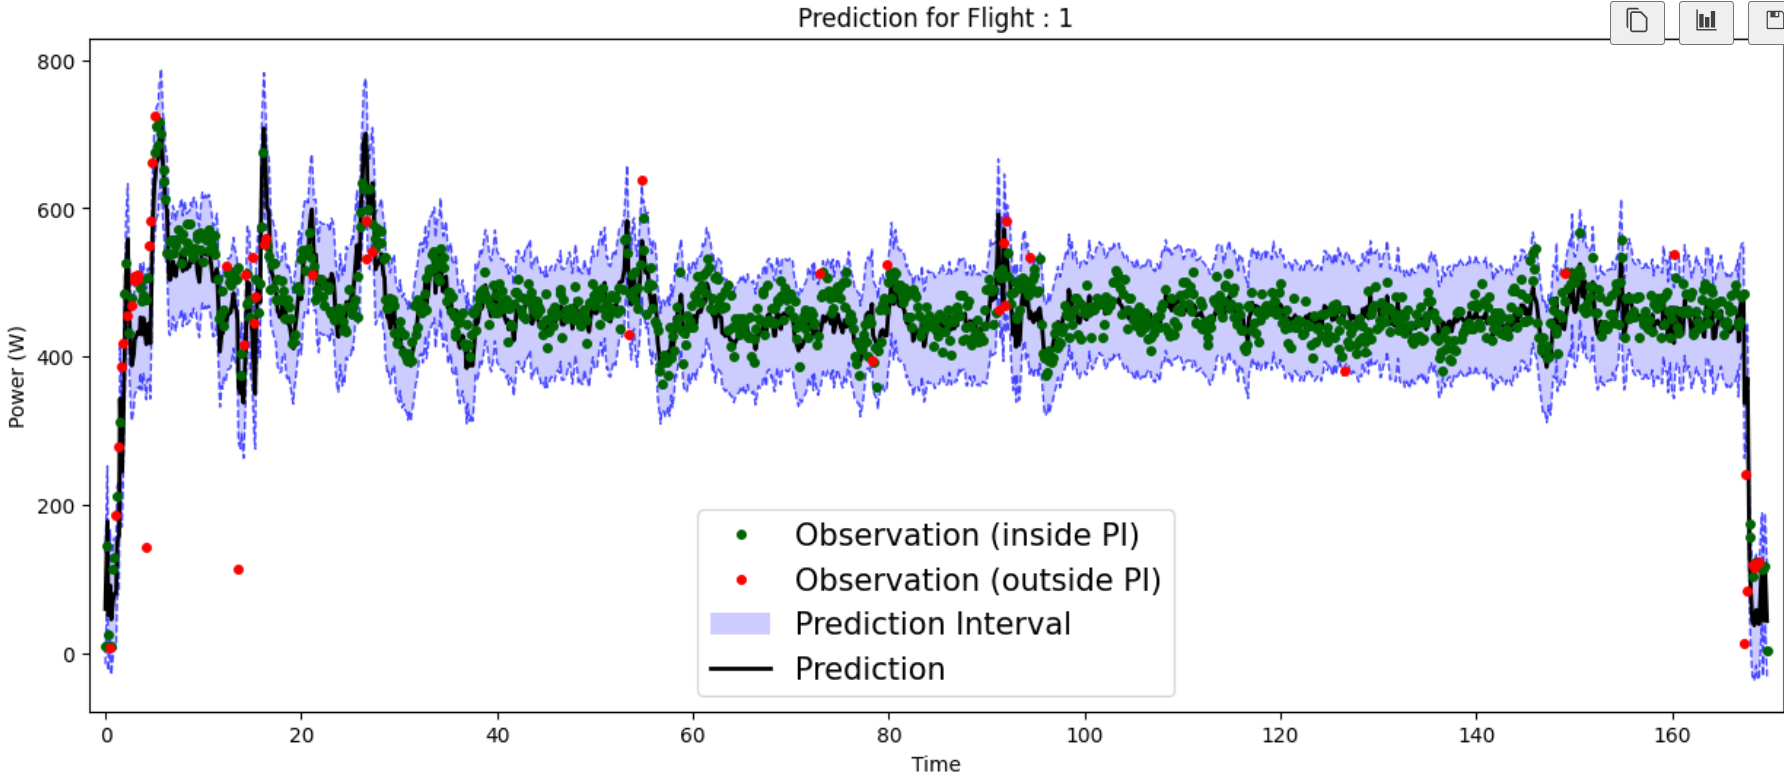 Prediction for Flight : 1
800
600
400
200
0
Power (W)
Observation (inside PI)
Observation (outside PI)
Prediction Interval
Prediction
0 20 40 60 80 100 120 140 160
Time